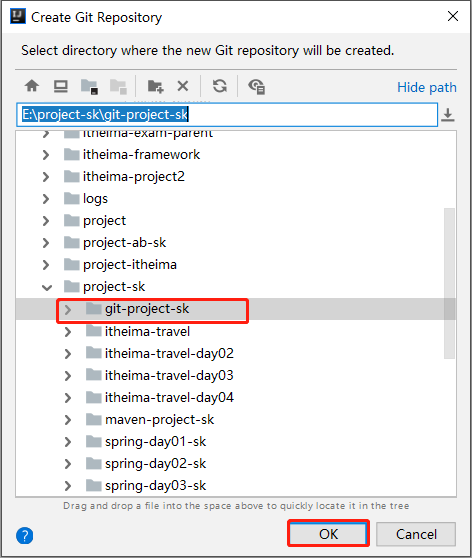 Create Git Repository
Select directory where the new Git repository will be created.
Hide path
E:\project-sk\git-project-sk
itheima-exam-parent
itheima-framework
itheima-project2
logs
project
project-ab-sk
project-itheima
project-sk
git-project-sk
itheima-travel
itheima-travel-day02
itheima-travel-day03
itheima-travel-day04
maven-project-sk
spring-day01-sk
spring-day02-sk
spring-day03-sk
Drag and drop a file into the space above to quickly locate it in the tree
?
OK
Cancel